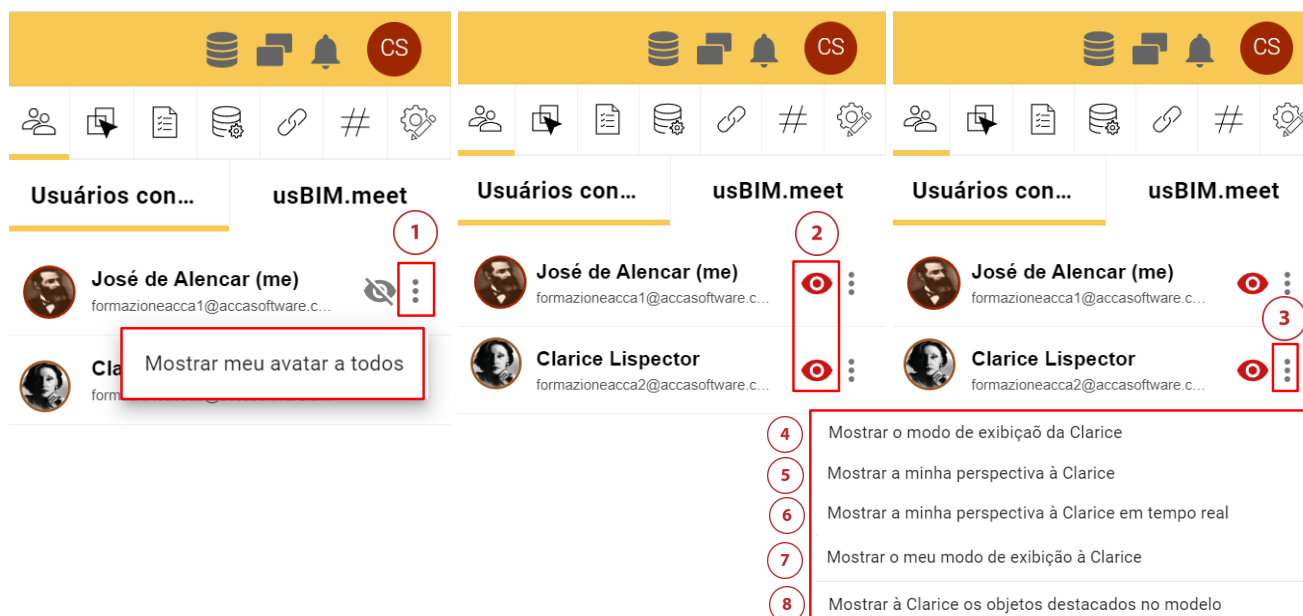 CS
Usuários con...
usBIM.meet
1
José de Alencar (me)
formazioneacca1@accasoftware.c...
Mostrar meu avatar a todos
Cla
form
CS
Usuários con...
usBIM.meet
2
José de Alencar (me)
formazioneacca1@accasoftware.c...
Clarice Lispector
formazioneacca2@accasoftware.c...
CS
Usuários con...
usBIM.meet
José de Alencar (me)
formazioneacca1@accasoftware.c...
3
Clarice Lispector
formazioneacca2@accasoftware.c...
4 Mostrar o modo de exibiçaõ da Clarice
5 Mostrar a minha perspectiva à Clarice
6 Mostrar a minha perspectiva à Clarice em tempo real
7 Mostrar o meu modo de exibição à Clarice
8 Mostrar à Clarice os objetos destacados no modelo